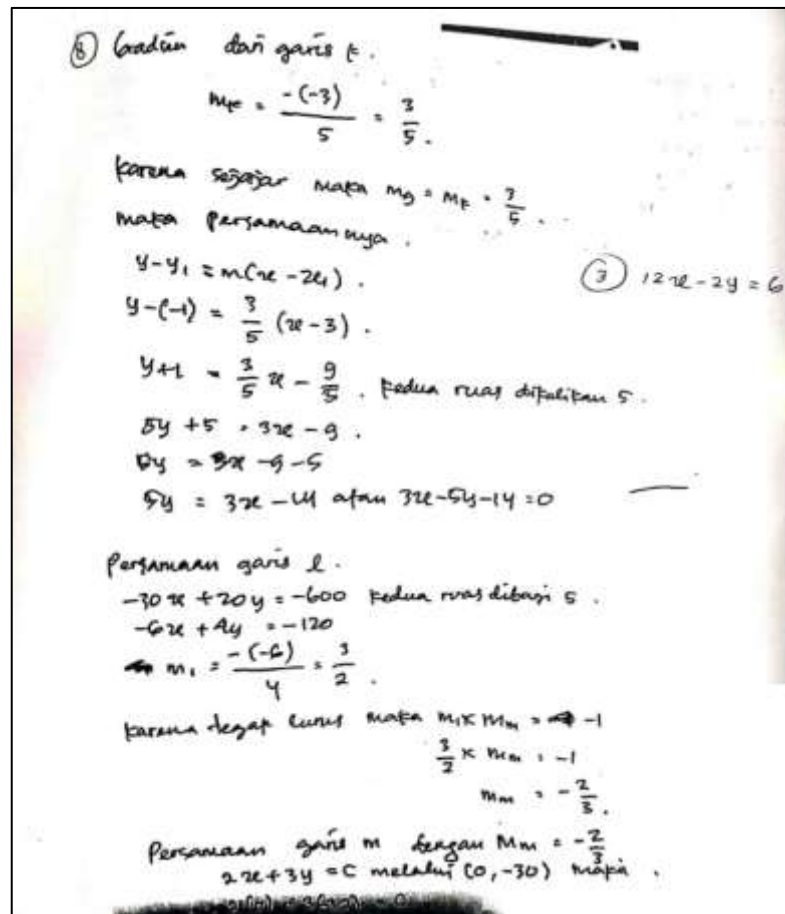 ⑧ Gradien dari garis k.
mk = -(-3)/5 = 3/5.
karena sejajar maka mg = mk = 3/5.
maka persamaannya.
y-y1 = m(x-x1).
③ 12x-2y=6
y-(-1) = 3/5 (x-3).
y+1 = 3/5 x - 9/5. kedua ruas dikalikan 5.
5y+5 = 3x-9.
5y = 3x-9-5
5y = 3x-14 atau 3x-5y-14=0
Persamaan garis l.
-30x+20y=-600 kedua ruas dibagi 5.
-6x+4y = -120
m1 = -(-6)/4 = 3/2.
karena tegak lurus maka m1 x mm = -1
3/2 x mm = -1
mm = -2/3.
Persamaan garis m dengan Mm = -2/3
2x+3y=C melalui (0,-30) maka.